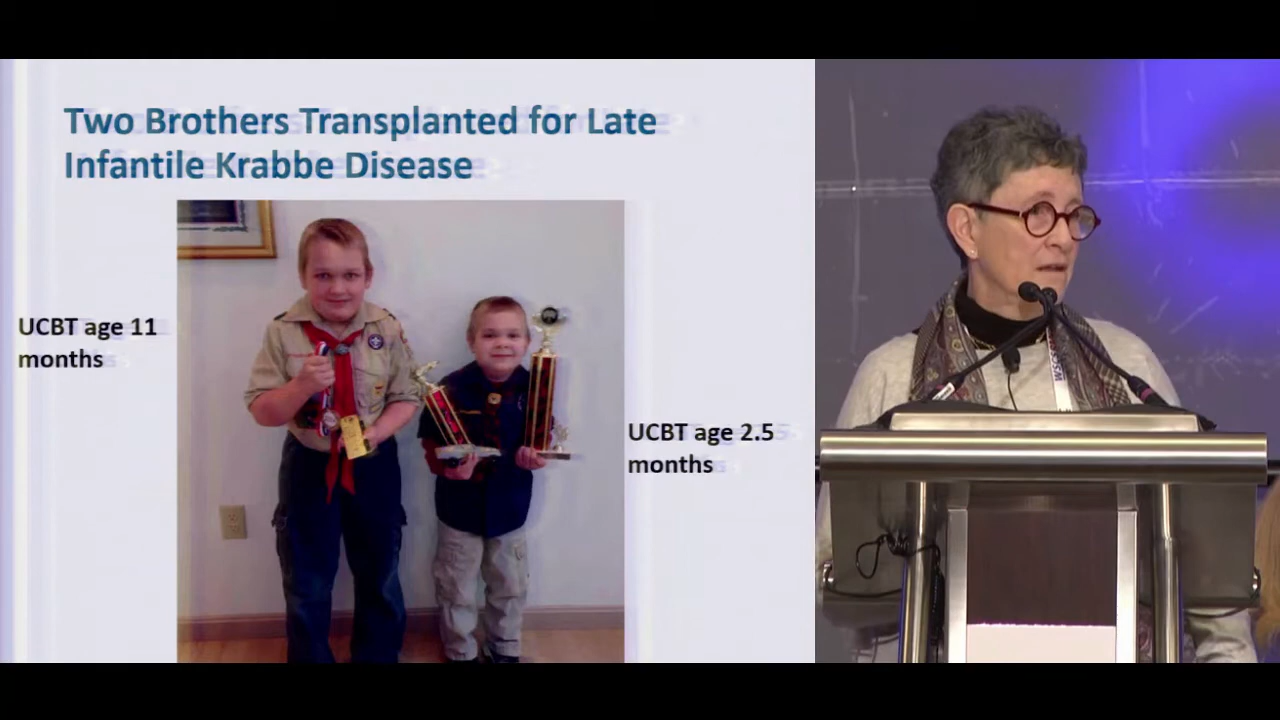 Two Brothers Transplanted for Late
Infantile Krabbe Disease
UCBT age 11
months
UCBT age 2.5
months